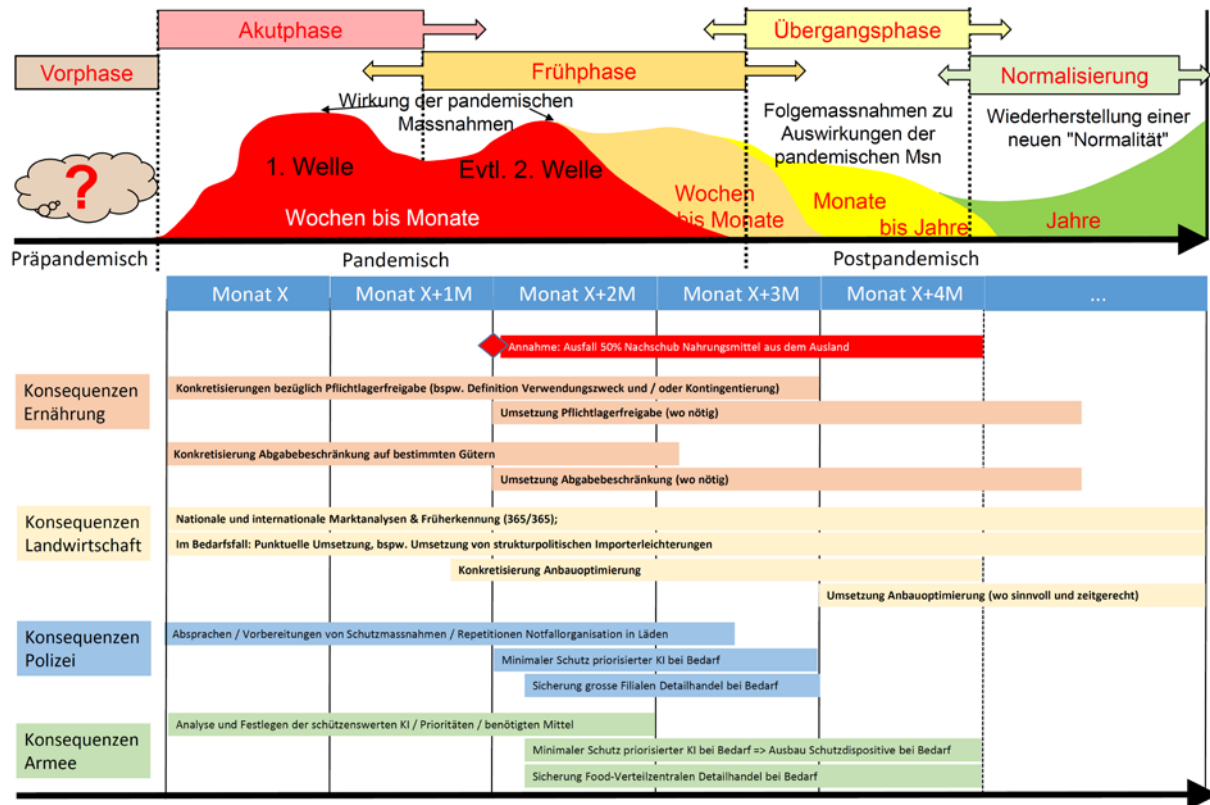 Akutphase
Übergangsphase
Vorphase
Frühphase
Normalisierung
Wirkung der pandemischen
Massnahmen
Folgemassnahmen zu
Auswirkungen der
pandemischen Msn
Wiederherstellung einer
neuen "Normalität"
?
1. Welle
Evtl. 2. Welle
Wochen bis Monate
Wochen
bis Monate
Monate
bis Jahre
Jahre
Präpandemisch
Pandemisch
Postpandemisch
Monat X
Monat X+1M
Monat X+2M
Monat X+3M
Monat X+4M
...
Annahme: Ausfall 50% Nachschub Nahrungsmittel aus dem Ausland
Konsequenzen
Ernährung
Konkretisierungen bezüglich Pflichtlagerfreigabe (bspw. Definition Verwendungszweck und / oder Kontingentierung)
Umsetzung Pflichtlagerfreigabe (wo nötig)
Konkretisierung Abgabebeschränkung auf bestimmten Gütern
Umsetzung Abgabebeschränkung (wo nötig)
Konsequenzen
Landwirtschaft
Nationale und internationale Marktanalysen & Früherkennung (365/365);
Im Bedarfsfall: Punktuelle Umsetzung, bspw. Umsetzung von strukturpolitischen Importerleichterungen
Konkretisierung Anbauoptimierung
Umsetzung Anbauoptimierung (wo sinnvoll und zeitgerecht)
Konsequenzen
Polizei
Absprachen / Vorbereitungen von Schutzmassnahmen / Repetitionen Notfallorganisation in Läden
Minimaler Schutz priorisierter KI bei Bedarf
Sicherung grosse Filialen Detailhandel bei Bedarf
Konsequenzen
Armee
Analyse und Festlegen der schützenswerten KI / Prioritäten / benötigten Mittel
Minimaler Schutz priorisierter KI bei Bedarf => Ausbau Schutzdispositive bei Bedarf
Sicherung Food-Verteilzentralen Detailhandel bei Bedarf